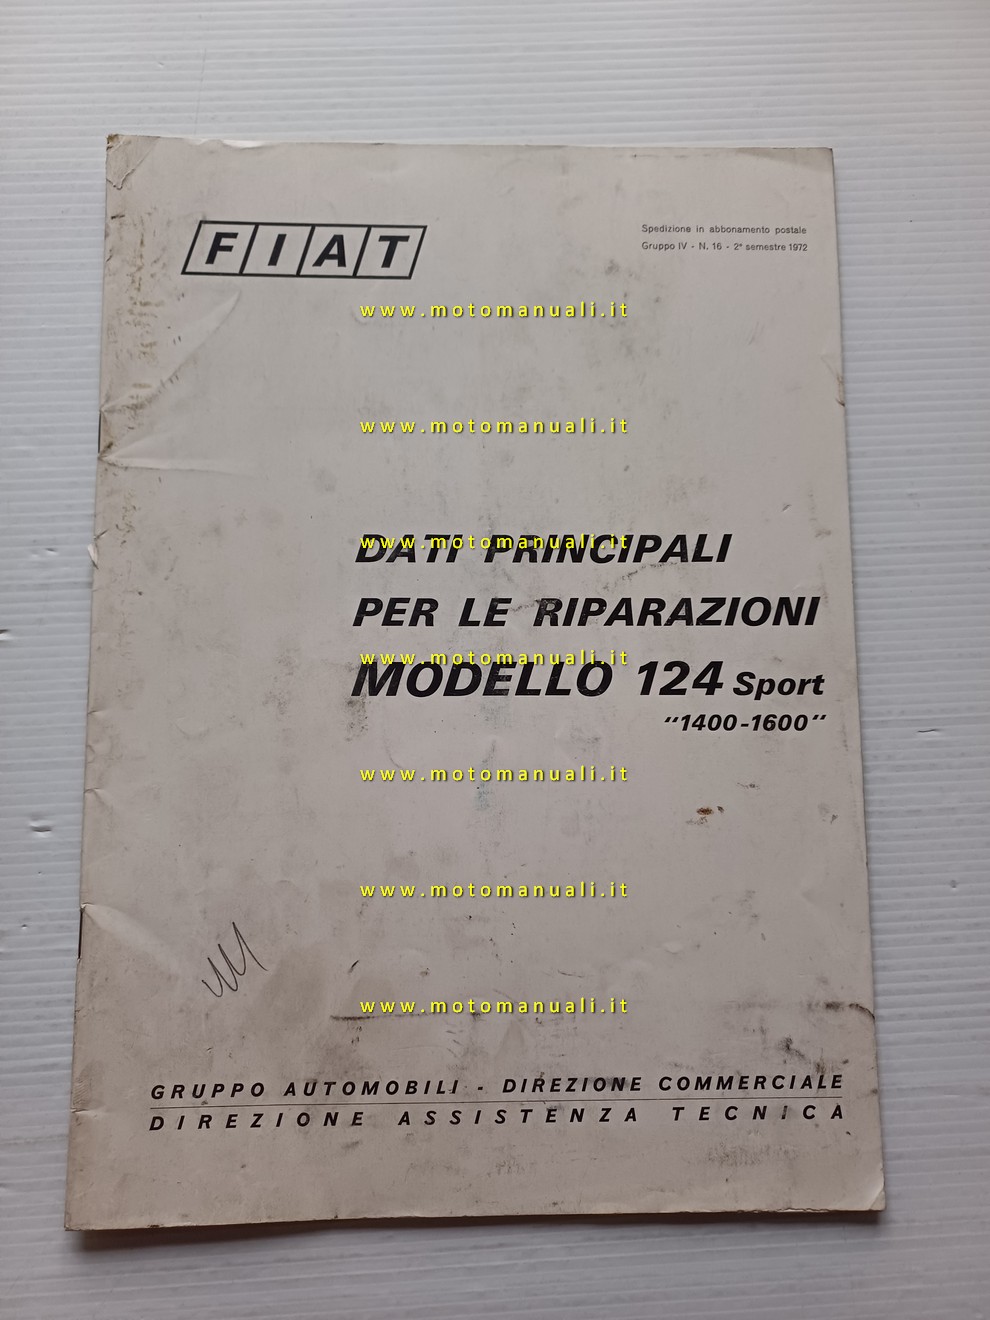 FIAT
Spedizione in abbonamento postale
Gruppo IV - N. 16 - 2° semestre 1972
www.motomanuali.it
www.motomanuali.it
www.motomanuali.it
DATI PRINCIPALI
PER LE RIPARAZIONI
www.motomanuali.it
MODELLO 124 Sport
"1400-1600"
www.motomanuali.it
www.motomanuali.it
www.motomanuali.it
GRUPPO AUTOMOBILI - DIREZIONE COMMERCIALE
DIREZIONE ASSISTENZA TECNICA